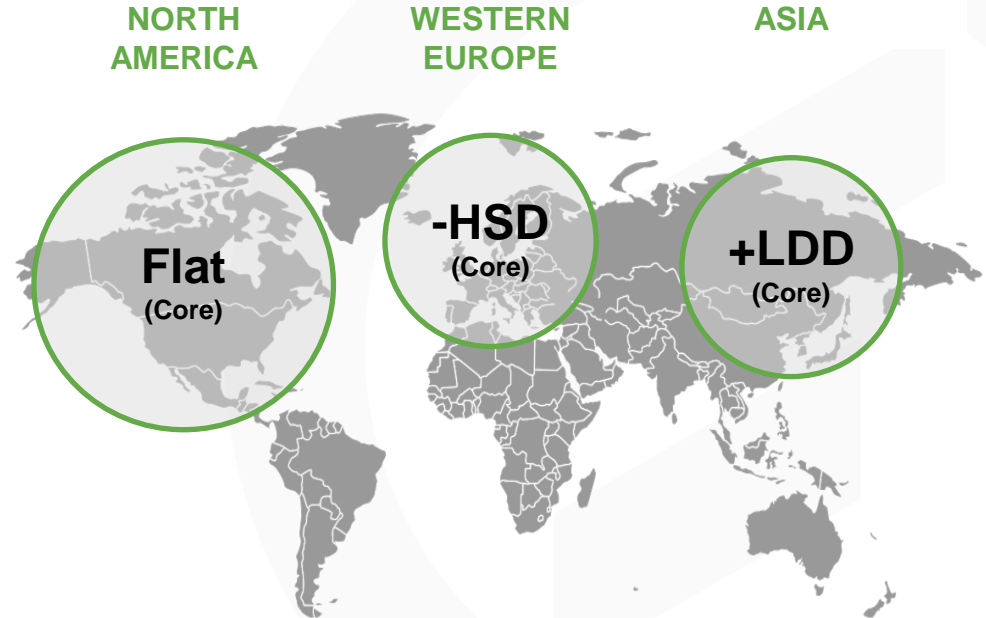 NORTH
AMERICA
WESTERN
EUROPE
ASIA
Flat
(Core)
-HSD
(Core)
+LDD
(Core)